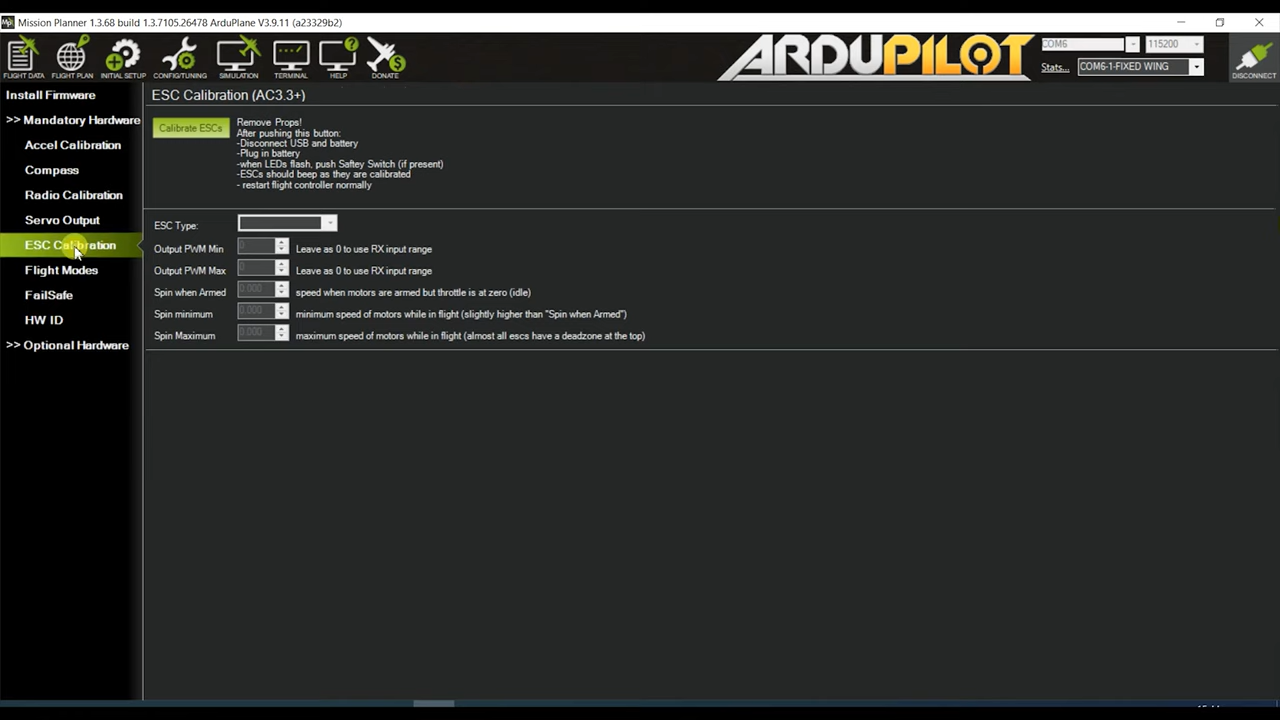 Mission Planner 1.3.68 build 1.3.7105.26478 ArduPlane V3.9.11 (a23329b2)
FLIGHT DATA FLIGHT PLAN INITIAL SETUP CONFIG/TUNING SIMULATION TERMINAL HELP DONATE
ARDUPILOT
COM6 115200
Stats... COM6-1-FIXED WING
DISCONNECT
Install Firmware
>> Mandatory Hardware
Accel Calibration
Compass
Radio Calibration
Servo Output
ESC Calibration
Flight Modes
FailSafe
HW ID
>> Optional Hardware
ESC Calibration (AC3.3+)
Calibrate ESCs
Remove Props!
After pushing this button:
-Disconnect USB and battery
-Plug in battery
-when LEDs flash, push Saftey Switch (if present)
-ESCs should beep as they are calibrated
- restart flight controller normally
ESC Type:
Output PWM Min 0 Leave as 0 to use RX input range
Output PWM Max 0 Leave as 0 to use RX input range
Spin when Armed 0.000 speed when motors are armed but throttle is at zero (idle)
Spin minimum 0.000 minimum speed of motors while in flight (slightly higher than "Spin when Armed")
Spin Maximum 0.000 maximum speed of motors while in flight (almost all escs have a deadzone at the top)